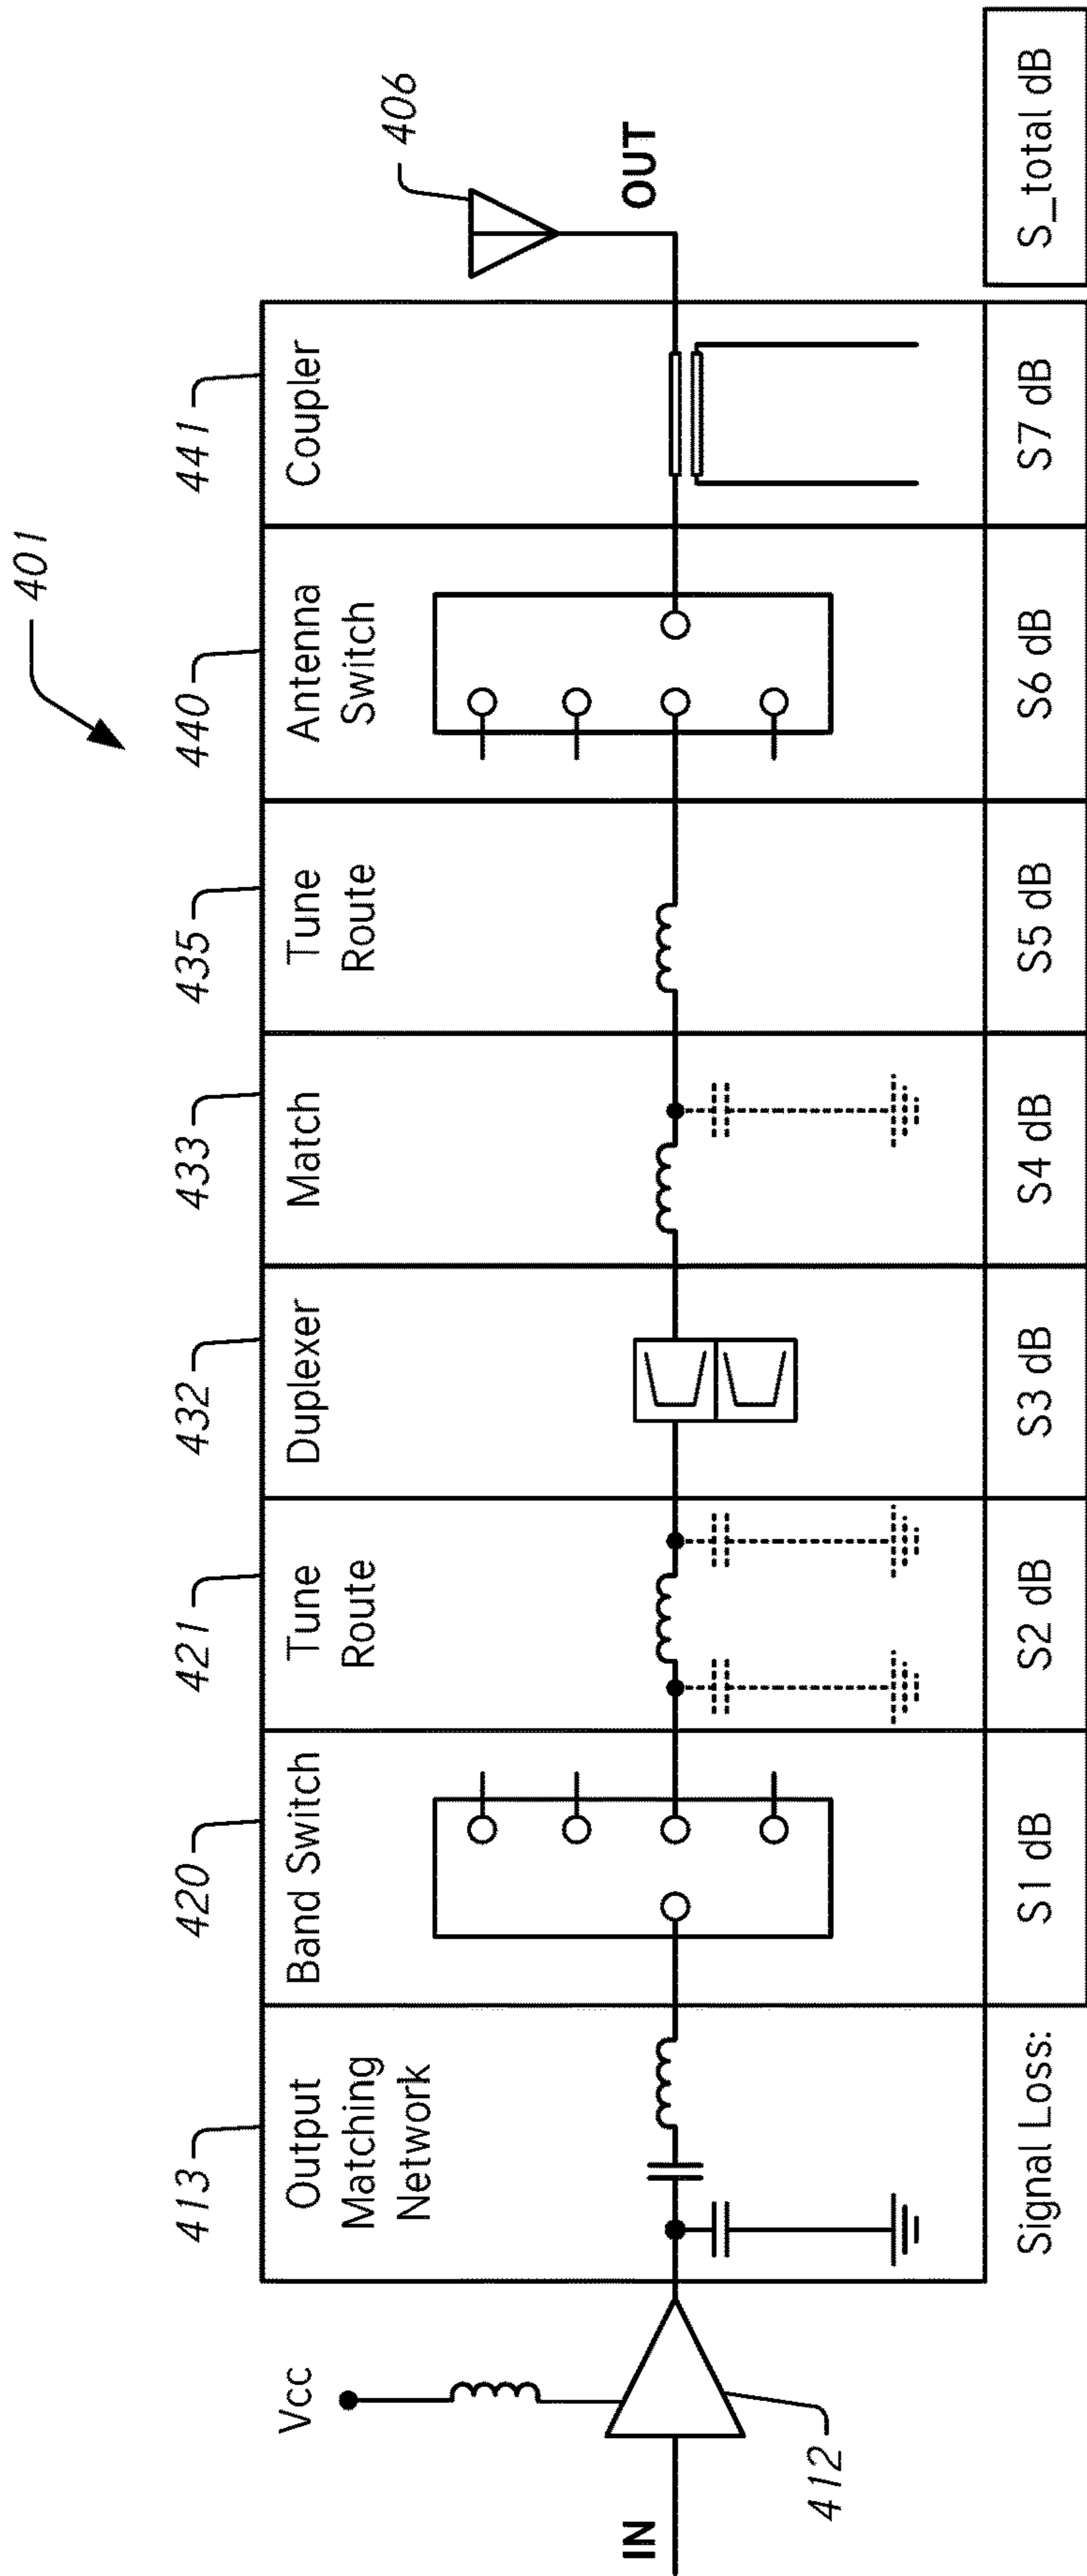 401
413
420
421
432
433
435
440
441
Output
Matching
Network
Band Switch
Tune
Route
Duplexer
Match
Tune
Route
Antenna
Switch
Coupler
Vcc
IN
412
406
OUT
Signal Loss:
S1 dB
S2 dB
S3 dB
S4 dB
S5 dB
S6 dB
S7 dB
S_total dB